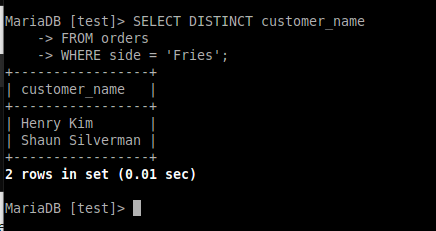 MariaDB [test]> SELECT DISTINCT customer_name
    -> FROM orders
    -> WHERE side = 'Fries';
+-----------------+
| customer_name   |
+-----------------+
| Henry Kim       |
| Shaun Silverman |
+-----------------+
2 rows in set (0.01 sec)

MariaDB [test]>